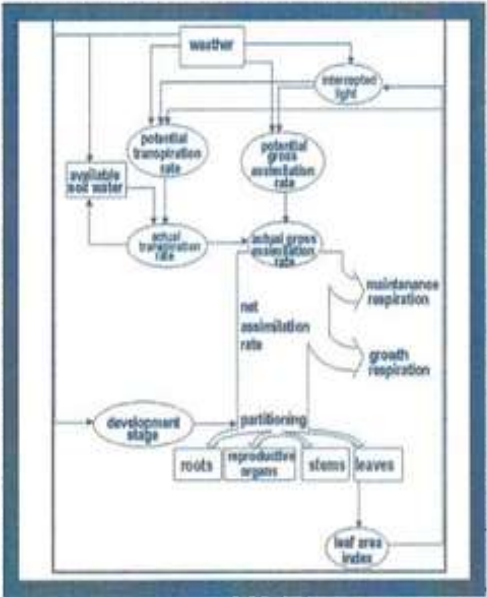 weather
intercepted
light
potential
transpiration
rate
potential
gross
assimilation
rate
available
soil water
actual
transpiration
rate
actual gross
assimilation
rate
maintenance
respiration
net
assimilation
rate
growth
respiration
development
stage
partitioning
roots
reproductive
organs
stems
leaves
leaf area
index